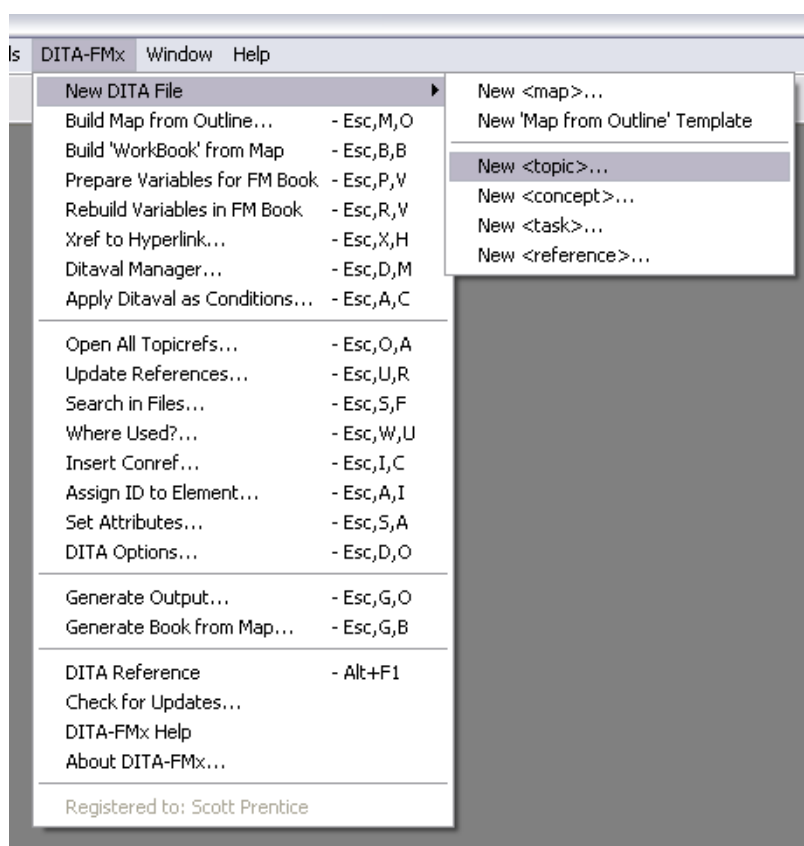 ls DITA-FMx Window Help
New DITA File
Build Map from Outline... - Esc,M,O
Build 'WorkBook' from Map - Esc,B,B
Prepare Variables for FM Book - Esc,P,V
Rebuild Variables in FM Book - Esc,R,V
Xref to Hyperlink... - Esc,X,H
Ditaval Manager... - Esc,D,M
Apply Ditaval as Conditions... - Esc,A,C
Open All Topicrefs... - Esc,O,A
Update References... - Esc,U,R
Search in Files... - Esc,S,F
Where Used?... - Esc,W,U
Insert Conref... - Esc,I,C
Assign ID to Element... - Esc,A,I
Set Attributes... - Esc,S,A
DITA Options... - Esc,D,O
Generate Output... - Esc,G,O
Generate Book from Map... - Esc,G,B
DITA Reference - Alt+F1
Check for Updates...
DITA-FMx Help
About DITA-FMx...
Registered to: Scott Prentice
New <map>...
New 'Map from Outline' Template
New <topic>...
New <concept>...
New <task>...
New <reference>...